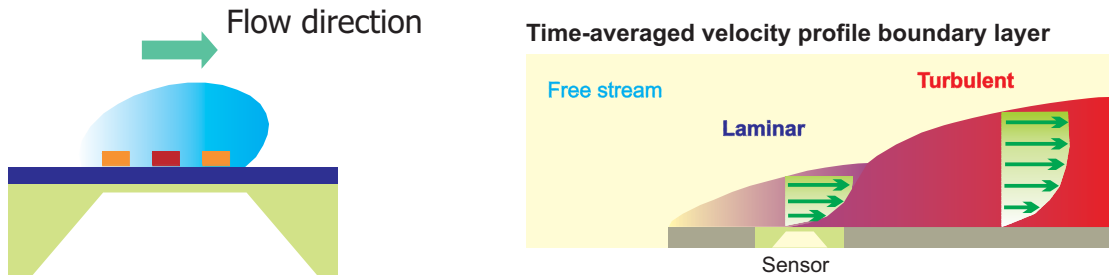 Flow direction
Time-averaged velocity profile boundary layer
Free stream
Turbulent
Laminar
Sensor